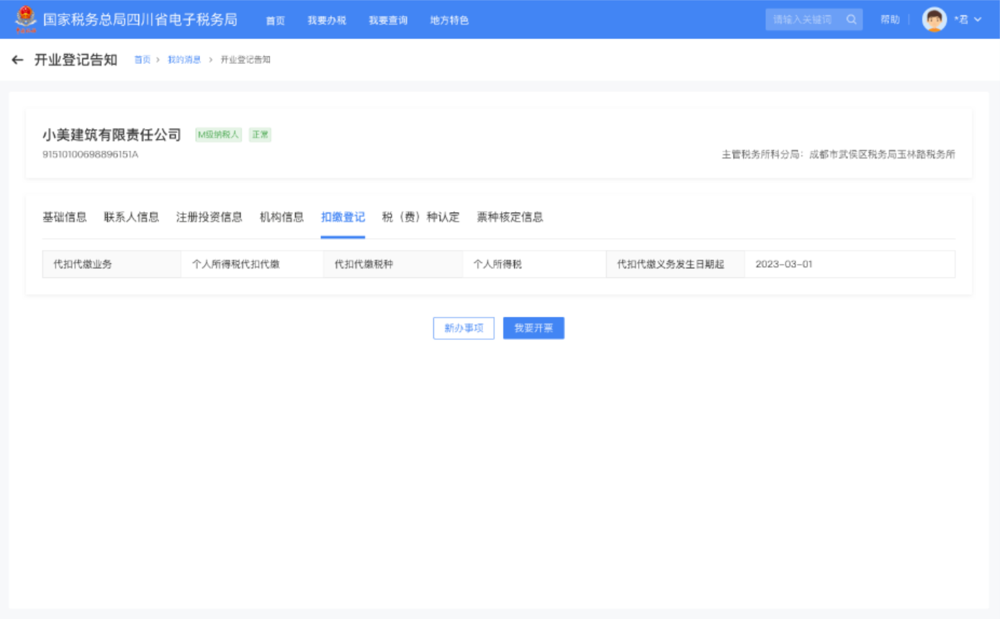 国家税务总局四川省电子税务局 首页 我要办税 我要查询 地方特色 请输入关键词 帮助 *君
开业登记告知 首页 > 我的消息 > 开业登记告知
小美建筑有限责任公司 M级纳税人 正常
91510100698896151A 主管税务所科分局：成都市武侯区税务局玉林路税务所
基础信息 联系人信息 注册投资信息 机构信息 扣缴登记 税（费）种认定 票种核定信息
代扣代缴业务 个人所得税代扣代缴 代扣代缴税种 个人所得税 代扣代缴义务发生日期起 2023-03-01
新办事项 我要开票